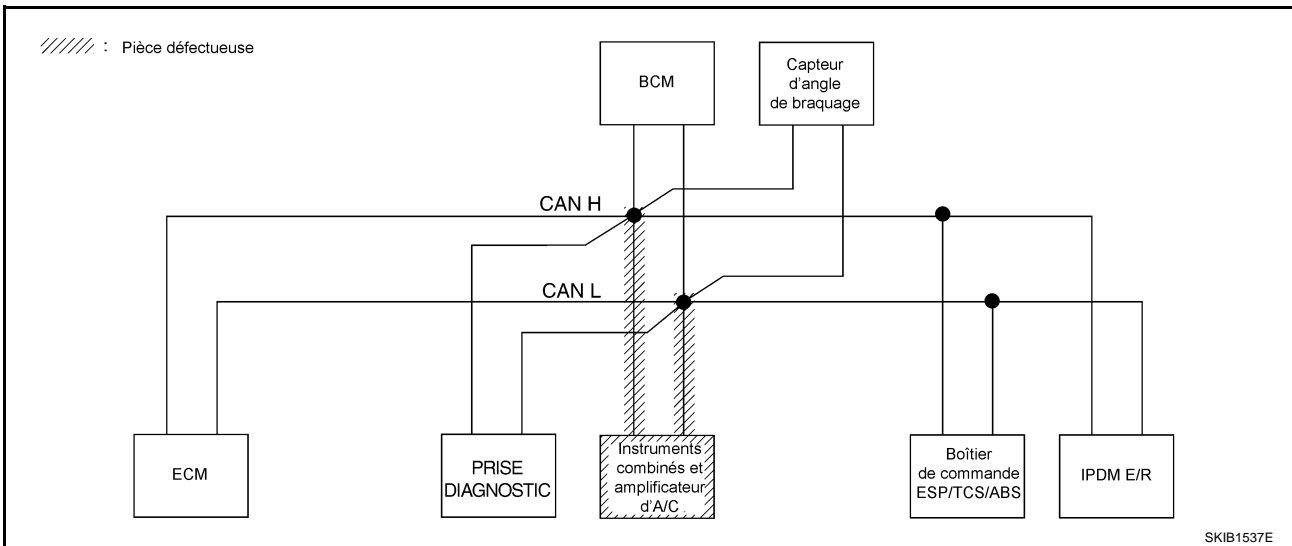 : Pièce défectueuse
BCM
Capteur
d'angle
de braquage
CAN H
CAN L
ECM
PRISE
DIAGNOSTIC
Instruments
combinés et
amplificateur
d'A/C
Boîtier
de commande
ESP/TCS/ABS
IPDM E/R
SKIB1537E